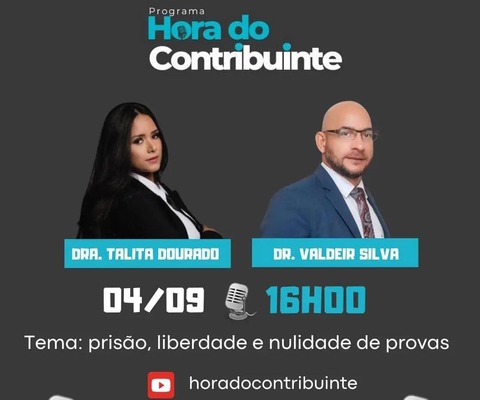 Programa
Hora do
Contribuinte
DRA. TALITA DOURADO
DR. VALDEIR SILVA
04/09 16H00
Tema: prisão, liberdade e nulidade de provas
horadocontribuinte